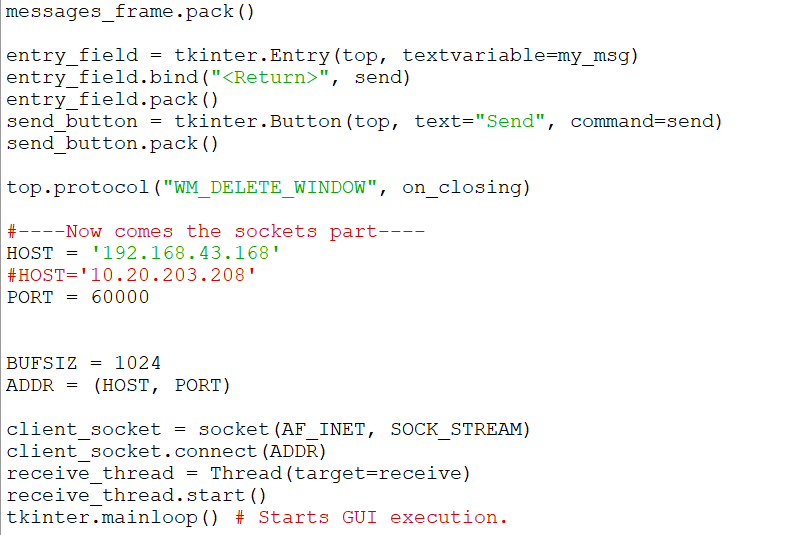 messages_frame.pack()
entry_field = tkinter.Entry(top, textvariable=my_msg)
entry_field.bind("<Return>", send)
entry_field.pack()
send_button = tkinter.Button(top, text="Send", command=send)
send_button.pack()
top.protocol("WM_DELETE_WINDOW", on_closing)
#----Now comes the sockets part----
HOST = '192.168.43.168'
#HOST='10.20.203.208'
PORT = 60000
BUFSIZ = 1024
ADDR = (HOST, PORT)
client_socket = socket(AF_INET, SOCK_STREAM)
client_socket.connect(ADDR)
receive_thread = Thread(target=receive)
receive_thread.start()
tkinter.mainloop() # Starts GUI execution.